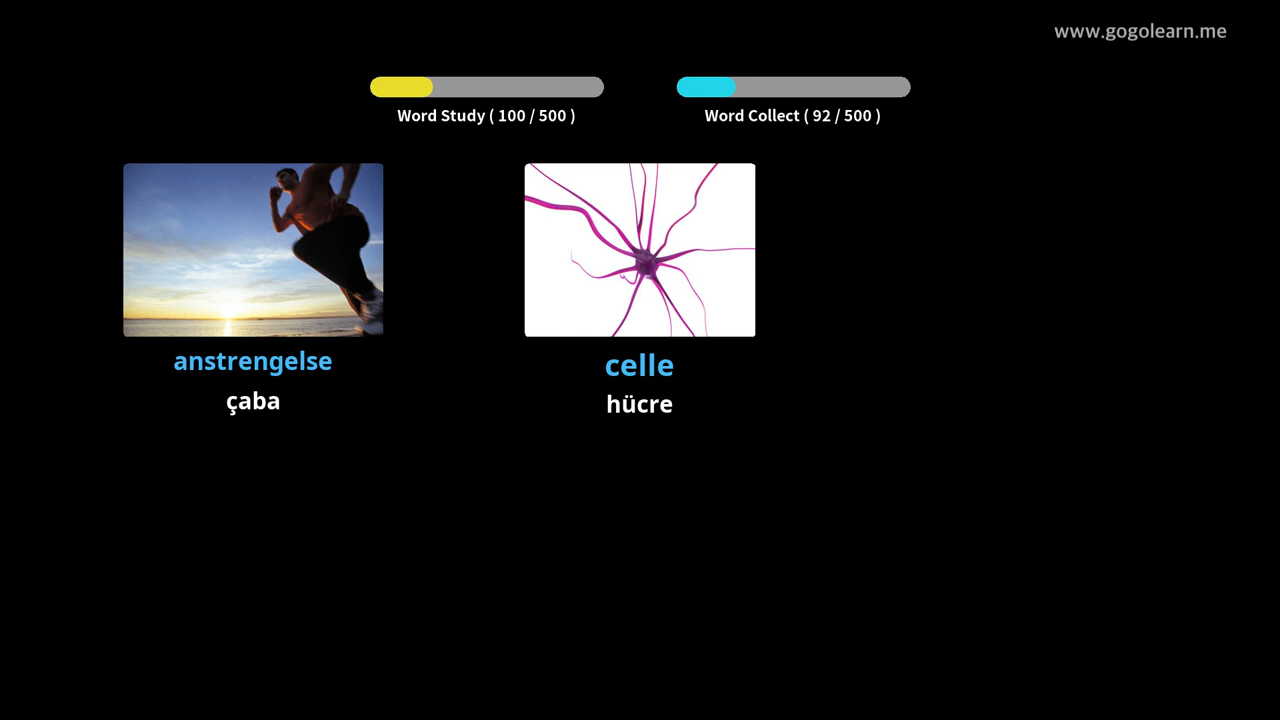 www.gogolearn.me
Word Study ( 100 / 500 )
Word Collect ( 92 / 500 )
anstrengelse
çaba
celle
hücre